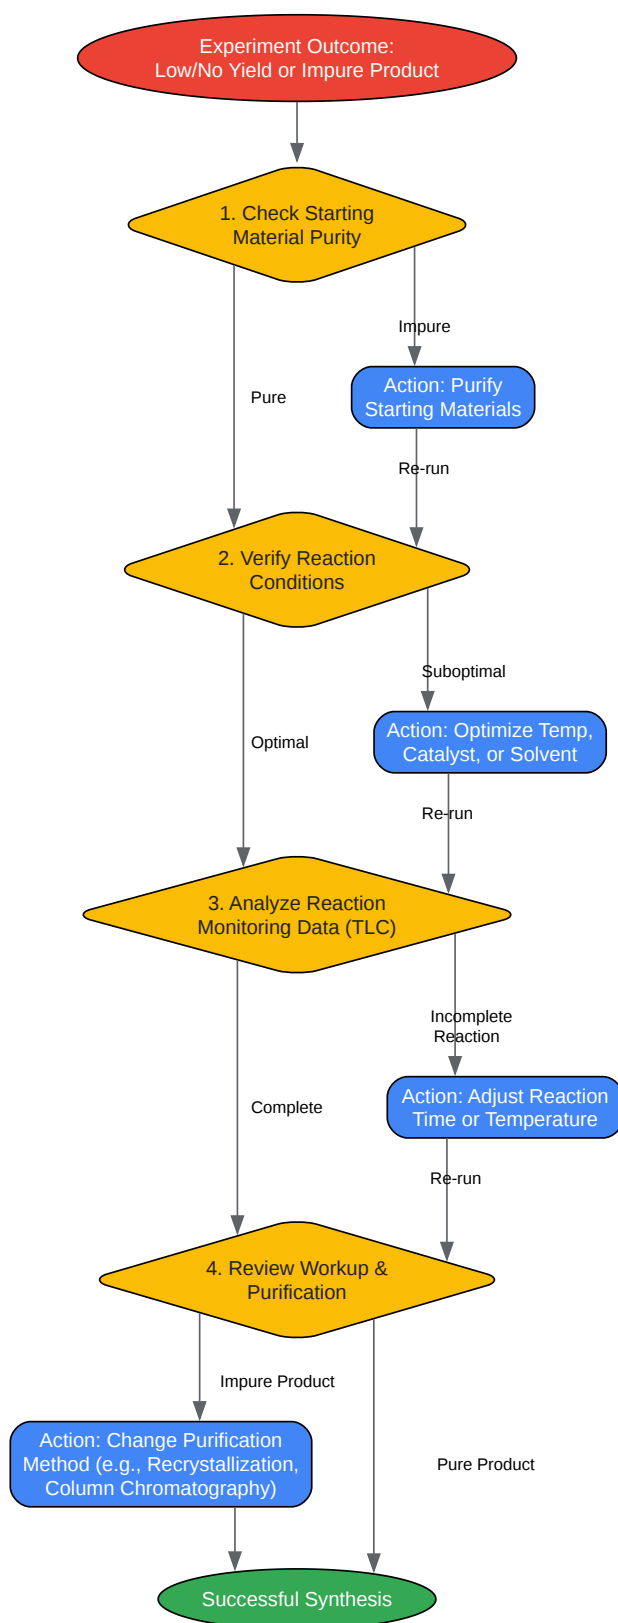 Experiment Outcome:
Low/No Yield or Impure Product
1. Check Starting
Material Purity
Impure
Pure
Action: Purify
Starting Materials
Re-run
2. Verify Reaction
Conditions
Suboptimal
Optimal
Action: Optimize Temp,
Catalyst, or Solvent
Re-run
3. Analyze Reaction
Monitoring Data (TLC)
Incomplete
Reaction
Complete
Action: Adjust Reaction
Time or Temperature
Re-run
4. Review Workup &
Purification
Impure Product
Pure Product
Action: Change Purification
Method (e.g., Recrystallization,
Column Chromatography)
Successful Synthesis